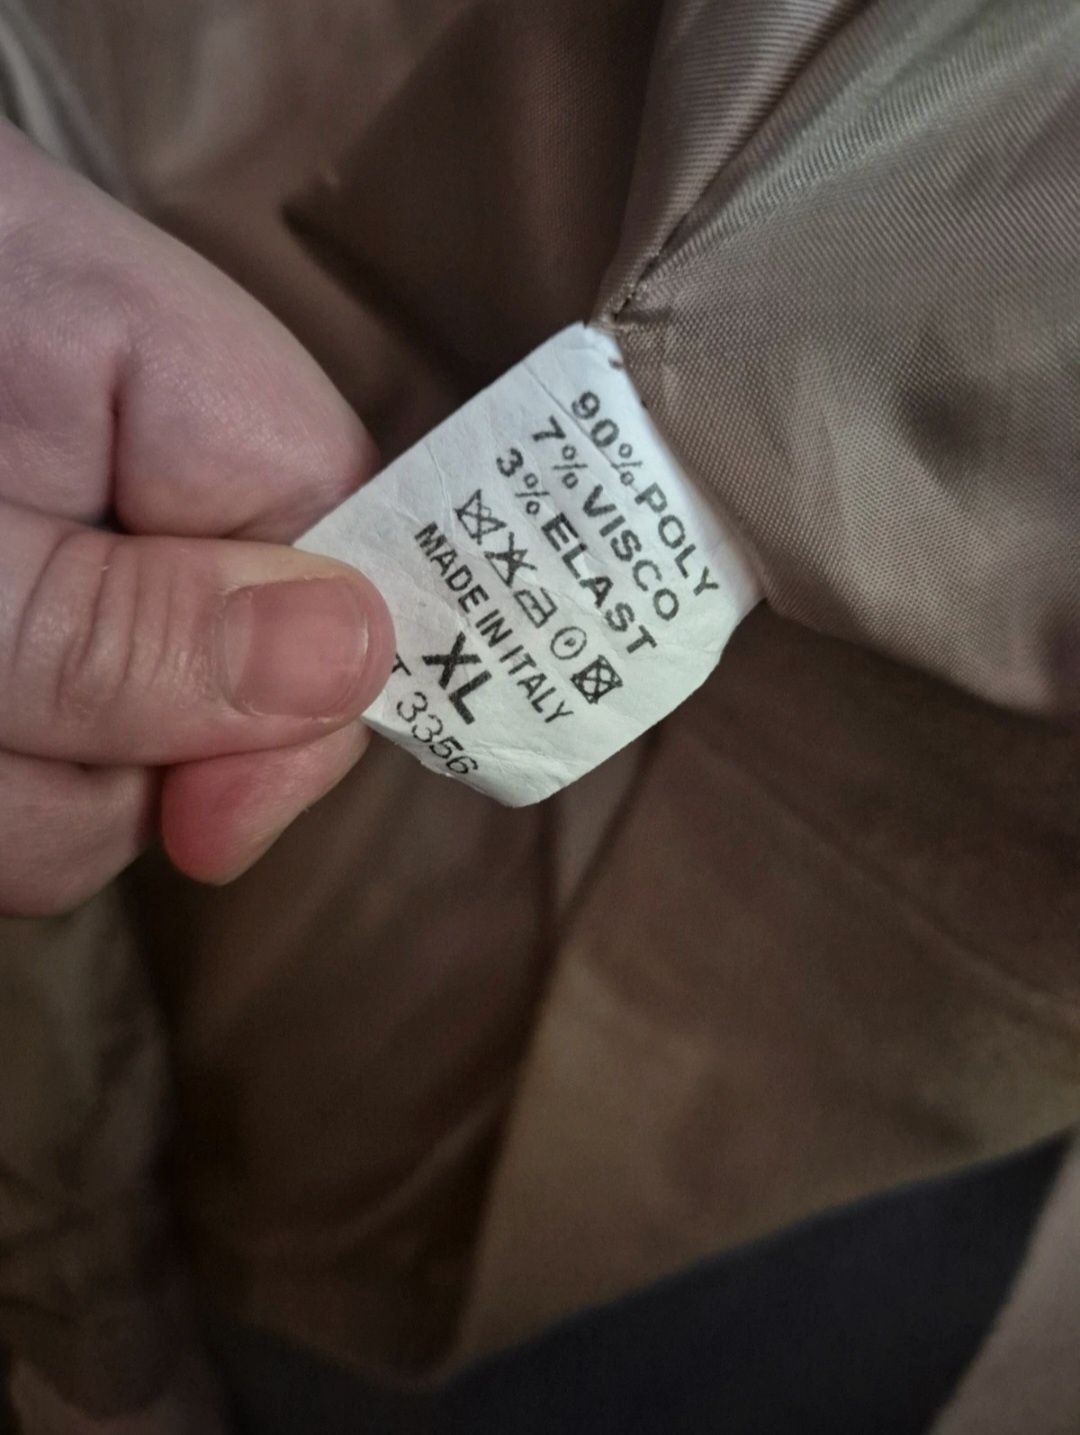 90% POLY
7% VISCO
3% ELAST
MADE IN ITALY
XL
T 3356